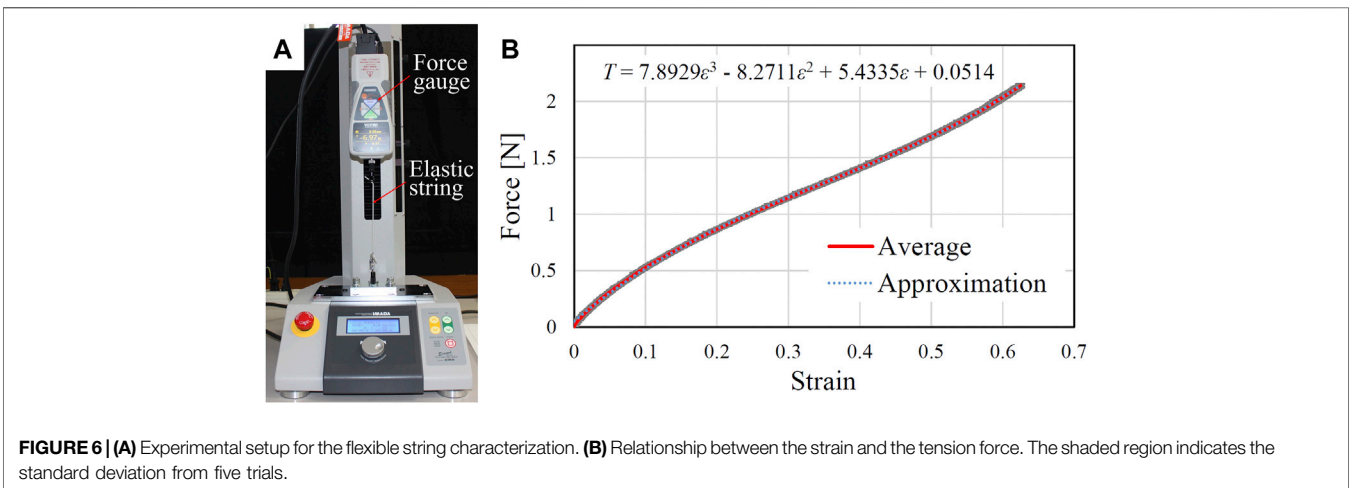 A
IMADA
Force
gauge
Elastic
string
IMADA
B
T = 7.8929ε³ - 8.2711ε² + 5.4335ε + 0.0514
Force [N]
2
1.5
1
0.5
0
Average
Approximation
0 0.1 0.2 0.3 0.4 0.5 0.6 0.7
Strain
FIGURE 6 | (A) Experimental setup for the flexible string characterization. (B) Relationship between the strain and the tension force. The shaded region indicates the
standard deviation from five trials.